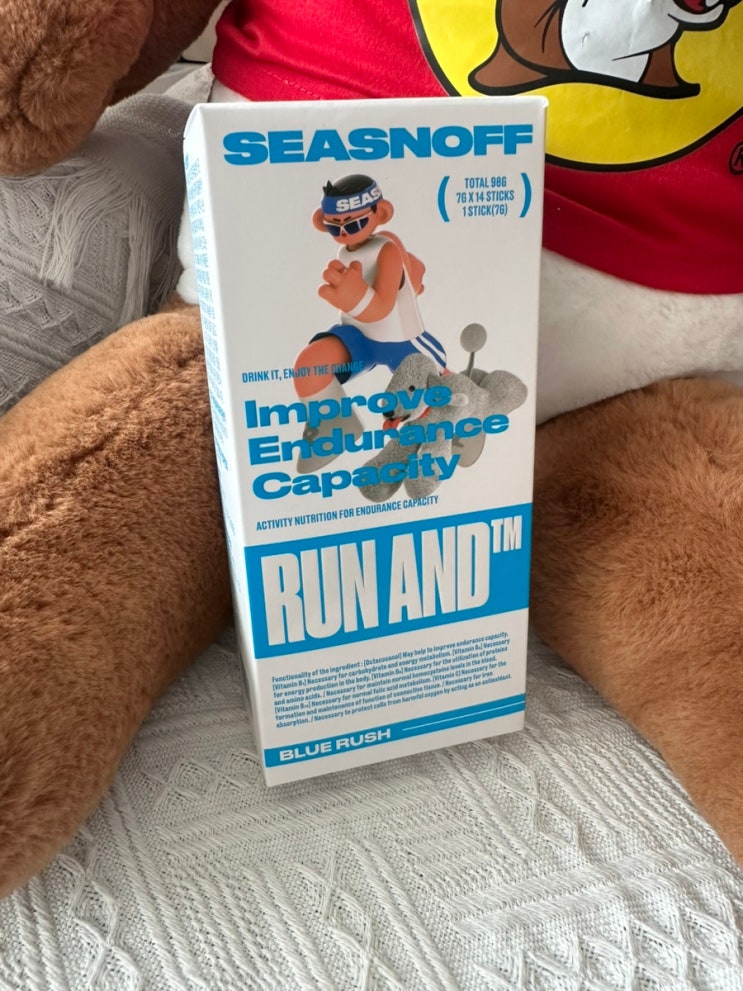 SEASNOFF
TOTAL 98G
7G X 14 STICKS
1 STICK(7G)
SEAS
DRINK IT, ENJOY THE CHANGE
Improve
Endurance
Capacity
ACTIVITY NUTRITION FOR ENDURANCE CAPACITY
RUN AND™
Functionality of the ingredient : [Octacosanol] May help to improve endurance capacity.
[Vitamin B₁] Necessary for carbohydrate and energy metabolism. [Vitamin B₂] Necessary
for energy production in the body. [Vitamin B₆] Necessary for the utilization of proteins
and amino acids. / Necessary for maintain normal homocysteine levels in the blood.
[Vitamin B₁₂] Necessary for normal folic acid metabolism. [Vitamin C] Necessary for the
formation and maintenance of function of connective tissue. / Necessary for iron
absorption. / Necessary to protect cells from harmful oxygen by acting as an antioxidant.
BLUE RUSH